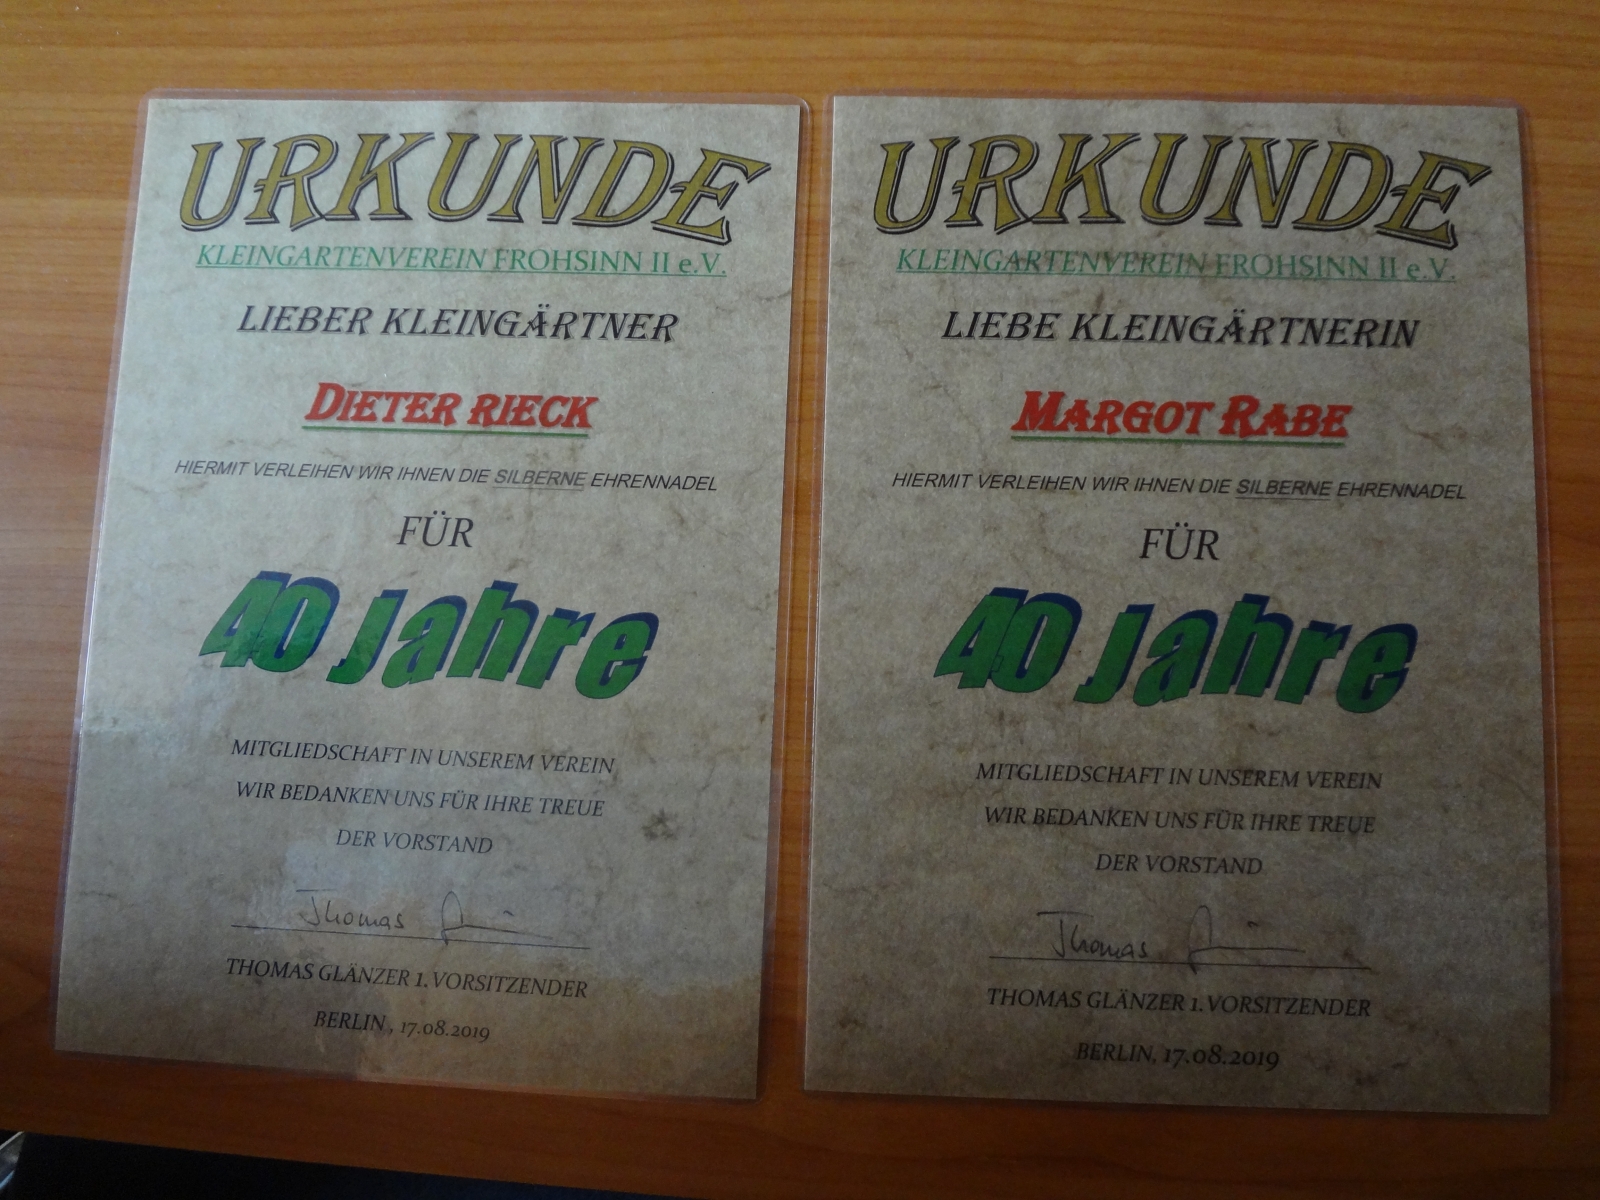 URKUNDE
KLEINGARTENVEREIN FROHSINN II e.V.
LIEBER KLEINGÄRTNER
DIETER RIECK
HIERMIT VERLEIHEN WIR IHNEN DIE SILBERNE EHRENNADEL
FÜR
40 Jahre
MITGLIEDSCHAFT IN UNSEREM VEREIN
WIR BEDANKEN UNS FÜR IHRE TREUE
DER VORSTAND
Thomas
THOMAS GLÄNZER 1. VORSITZENDER
BERLIN , 17.08.2019
URKUNDE
KLEINGARTENVEREIN FROHSINN II e.V.
LIEBE KLEINGÄRTNERIN
MARGOT RABE
HIERMIT VERLEIHEN WIR IHNEN DIE SILBERNE EHRENNADEL
FÜR
40 Jahre
MITGLIEDSCHAFT IN UNSEREM VEREIN
WIR BEDANKEN UNS FÜR IHRE TREUE
DER VORSTAND
Thomas
THOMAS GLÄNZER 1. VORSITZENDER
BERLIN, 17.08.2019